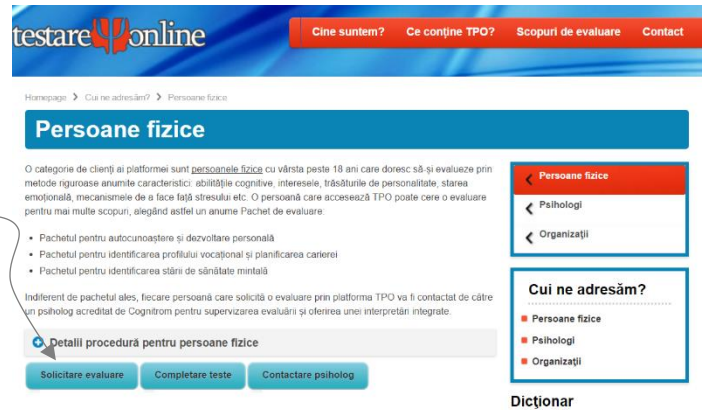 testare online
Cine suntem? Ce conține TPO? Scopuri de evaluare Contact
Homepage > Cui ne adresăm? > Persoane fizice
Persoane fizice
O categorie de clienți ai platformei sunt persoanele fizice cu vârsta peste 18 ani care doresc să-și evalueze prin
metode riguroase anumite caracteristici: abilitățile cognitive, interesele, trăsăturile de personalitate, starea
emoțională, mecanismele de a face față stresului etc. O persoană care accesează TPO poate cere o evaluare
pentru mai multe scopuri, alegând astfel un anume Pachet de evaluare:
• Pachetul pentru autocunoaștere și dezvoltare personală
• Pachetul pentru identificarea profilului vocațional și planificarea carierei
• Pachetul pentru identificarea stării de sănătate mintală
Indiferent de pachetul ales, fiecare persoană care solicită o evaluare prin platforma TPO va fi contactat de către
un psiholog acreditat de Cognitrom pentru supervizarea evaluării și oferirea unei interpretări integrate.
Detalii procedură pentru persoane fizice
Solicitare evaluare Completare teste Contactare psiholog
Persoane fizice
Psihologi
Organizații
Cui ne adresăm?
Persoane fizice
Psihologi
Organizații
Dicționar